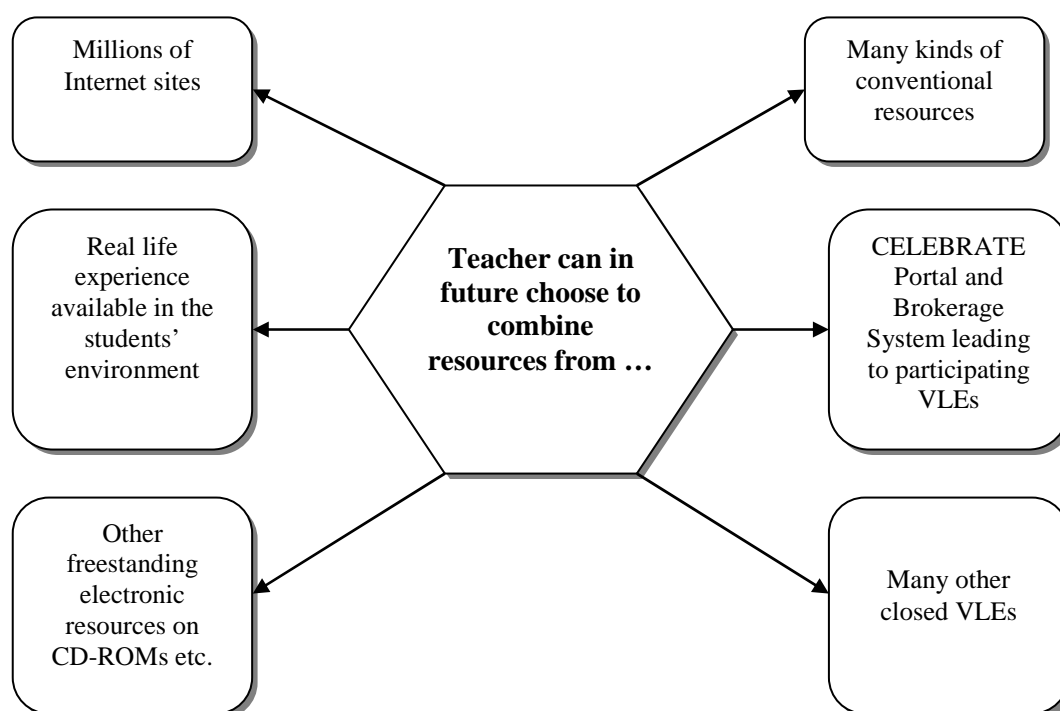 Millions of
Internet sites
Many kinds of
conventional
resources
Real life
experience
available in the
students’
environment
Teacher can in
future choose to
combine
resources from …
CELEBRATE
Portal and
Brokerage
System leading
to participating
VLEs
Other
freestanding
electronic
resources on
CD-ROMs etc.
Many other
closed VLEs